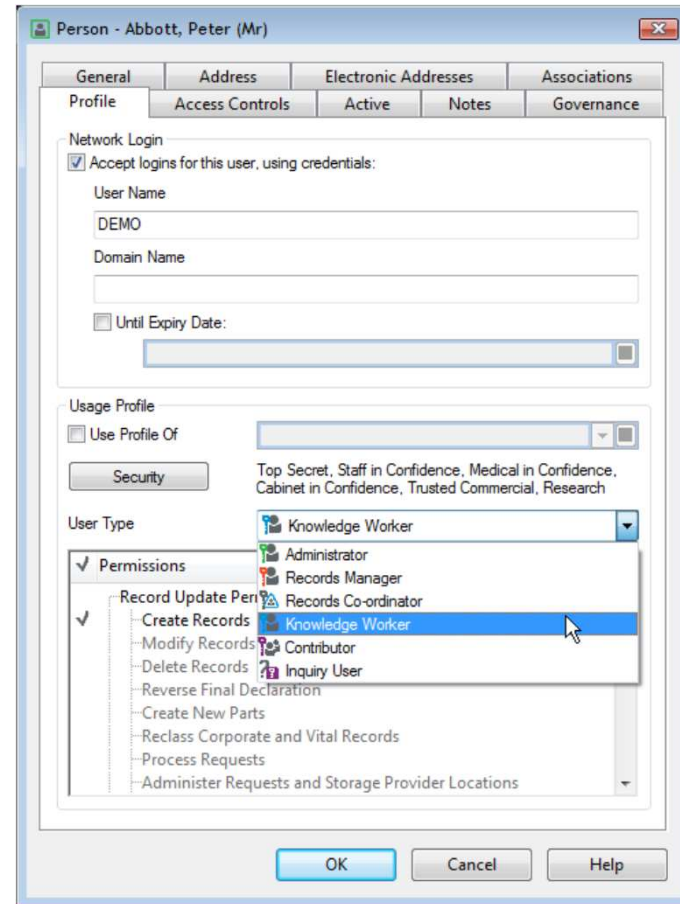 Person - Abbott, Peter (Mr)
General Address Electronic Addresses Associations
Profile Access Controls Active Notes Governance
Network Login
Accept logins for this user, using credentials:
User Name
DEMO
Domain Name
Until Expiry Date:
Usage Profile
Use Profile Of
Security
Top Secret, Staff in Confidence, Medical in Confidence,
Cabinet in Confidence, Trusted Commercial, Research
User Type Knowledge Worker
Administrator
Records Manager
Records Co-ordinator
Knowledge Worker
Contributor
Inquiry User
Permissions
Record Update Per
Create Records
Modify Records
Delete Records
Reverse Final Declaration
Create New Parts
Reclass Corporate and Vital Records
Process Requests
Administer Requests and Storage Provider Locations
OK Cancel Help